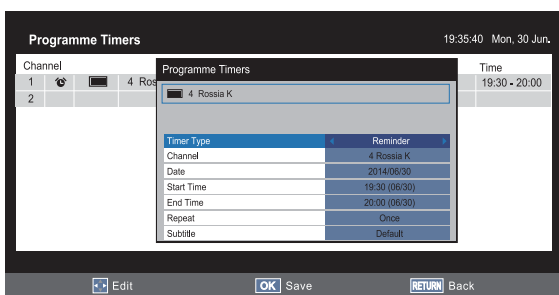 Programme Timers 19:35:40 Mon, 30 Jun.
Channel Time
1 4 Ros 19:30 - 20:00
2
Programme Timers
4 Rossia K
Timer Type Reminder
Channel 4 Rossia K
Date 2014/06/30
Start Time 19:30 (06/30)
End Time 20:00 (06/30)
Repeat Once
Subtitle Default
Edit OK Save RETURN Back